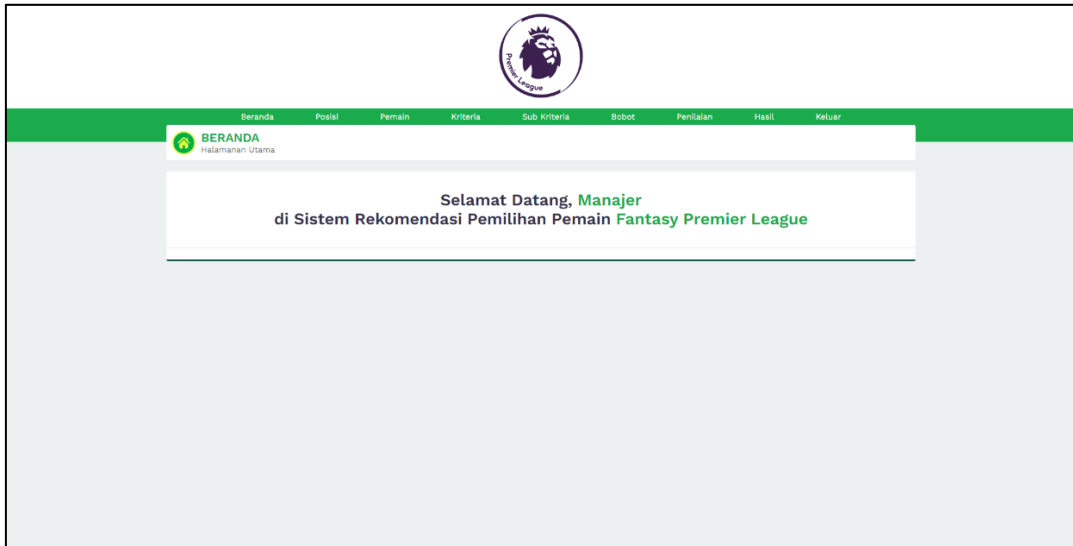 Premier League
Beranda Posisi Pemain Kriteria Sub Kriteria Bobot Penilaian Hasil Keluar
BERANDA
Halamanan Utama
Selamat Datang, Manajer
di Sistem Rekomendasi Pemilihan Pemain Fantasy Premier League